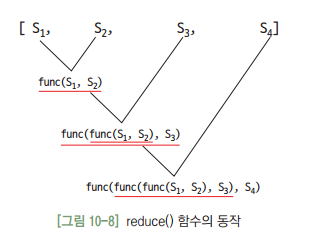 [ S1, S2, S3, S4]
func(S1, S2)
func(func(S1, S2), S3)
func(func(func(S1, S2), S3), S4)
[그림 10-8] reduce() 함수의 동작